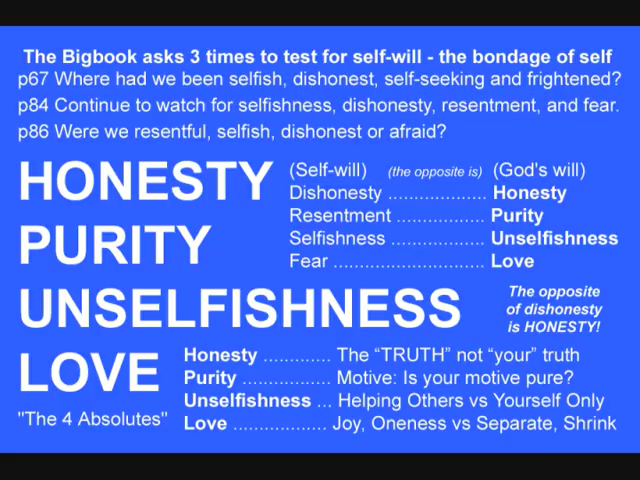 The Bigbook asks 3 times to test for self-will - the bondage of self
p67 Where had we been selfish, dishonest, self-seeking and frightened?
p84 Continue to watch for selfishness, dishonesty, resentment, and fear.
p86 Were we resentful, selfish, dishonest or afraid?
HONESTY
PURITY
UNSELFISHNESS
LOVE
"The 4 Absolutes"
(Self-will) (the opposite is) (God's will)
Dishonesty ................... Honesty
Resentment ................. Purity
Selfishness .................. Unselfishness
Fear ............................. Love
The opposite
of dishonesty
is HONESTY!
Honesty ............. The “TRUTH” not “your” truth
Purity ................. Motive: Is your motive pure?
Unselfishness ... Helping Others vs Yourself Only
Love .................. Joy, Oneness vs Separate, Shrink